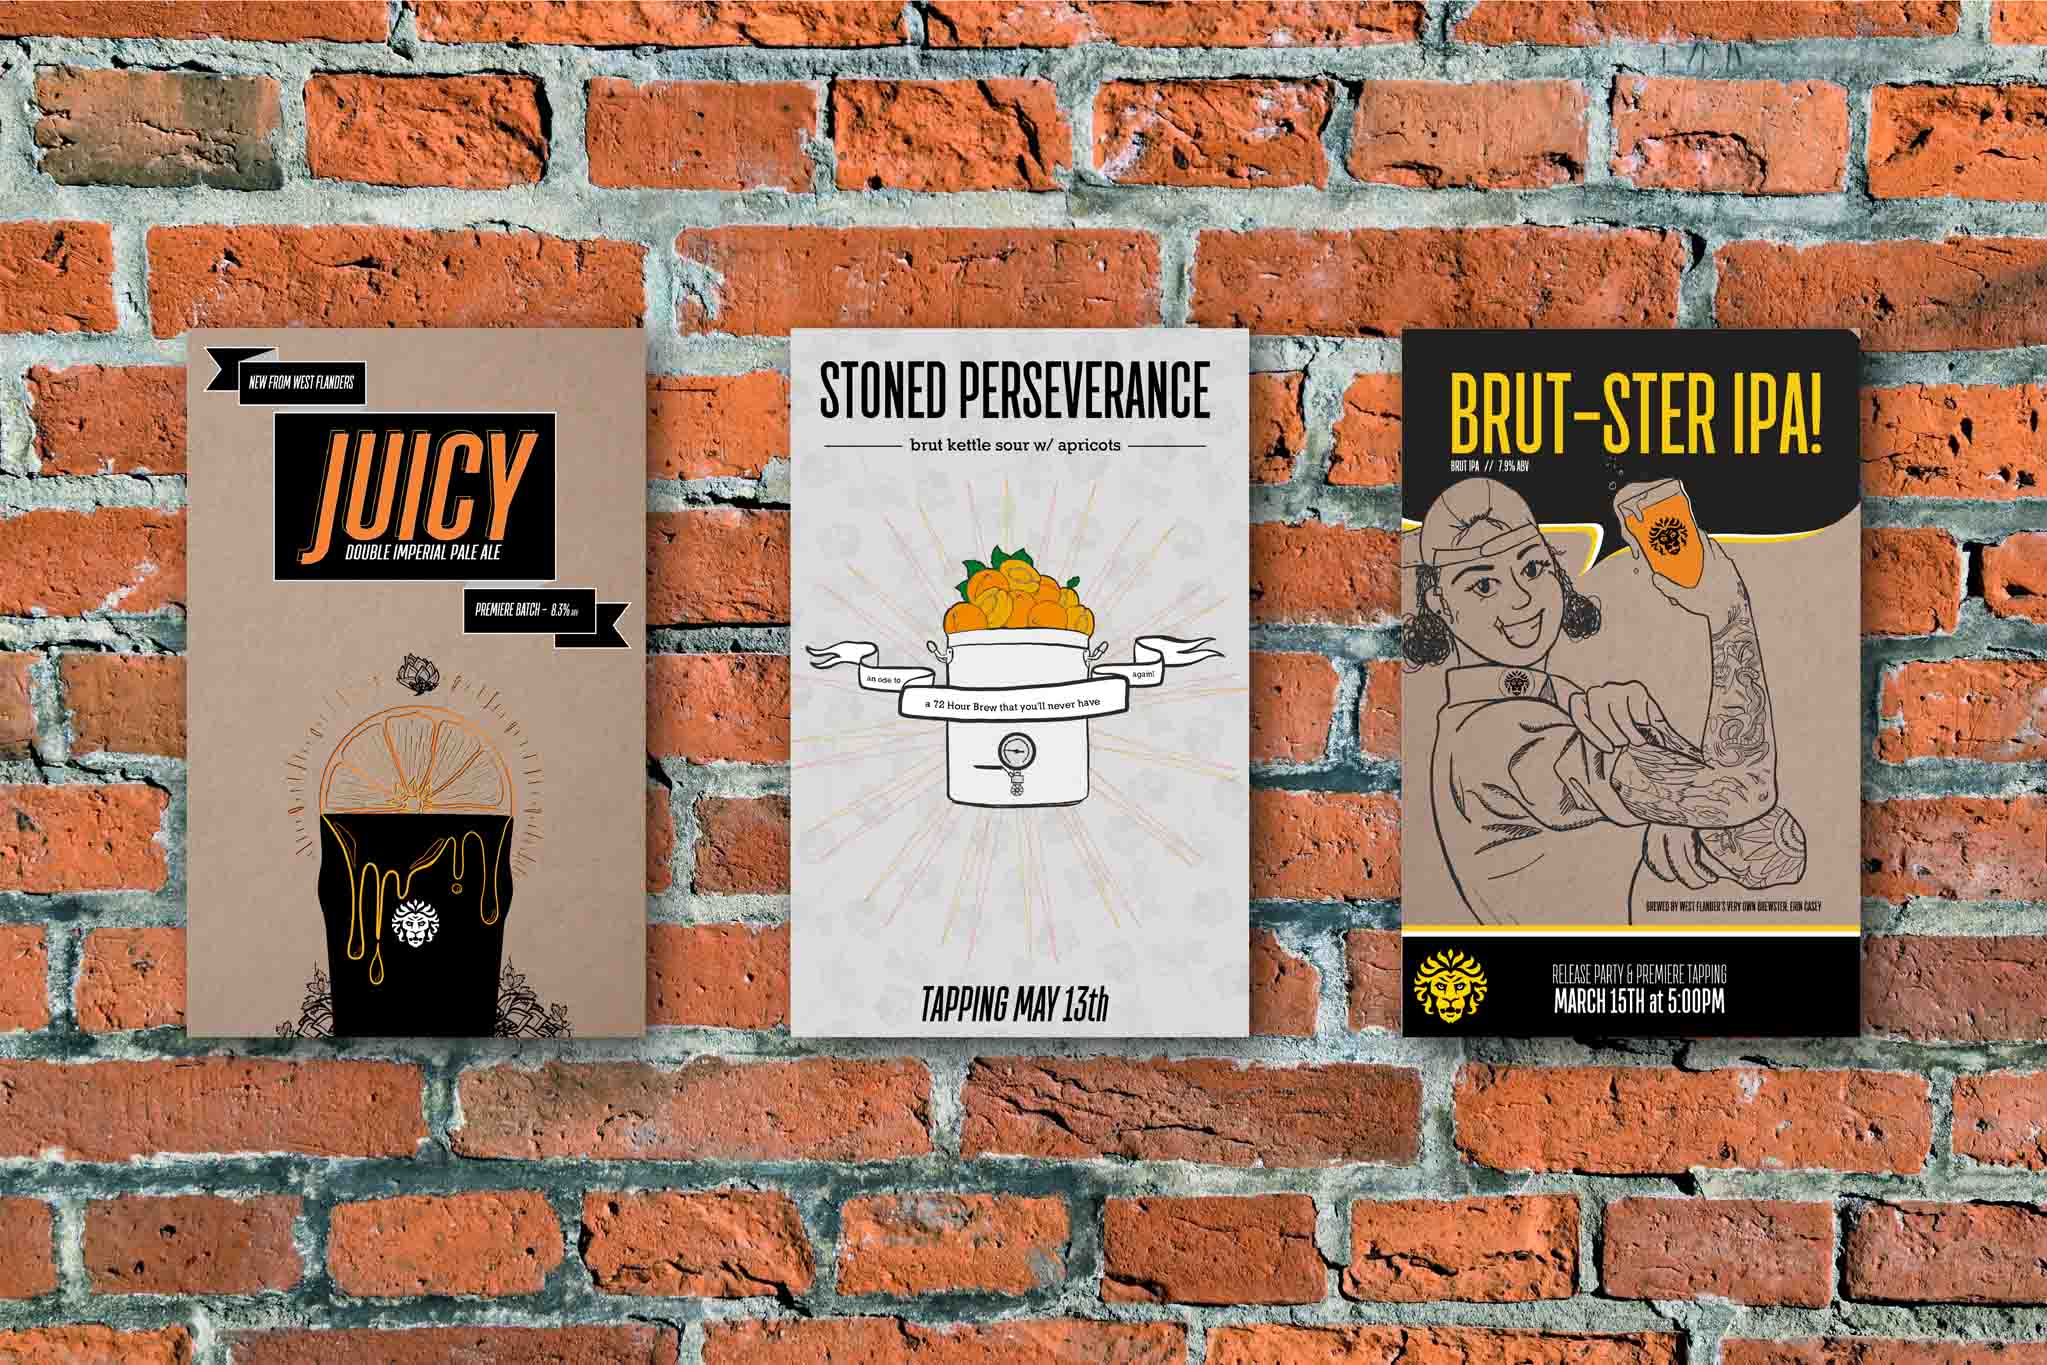 NEW FROM WEST FLANDERS
JUICY
DOUBLE IMPERIAL PALE ALE
PREMIERE BATCH - 8.3% ABV
STONED PERSEVERANCE
brut kettle sour w/ apricots
an ode to
a 72 Hour Brew that you'll never have
again!
TAPPING MAY 13th
BRUT-STER IPA!
BRUT IPA // 7.9% ABV
BREWED BY WEST FLANDER'S VERY OWN BREWSTER, ERIN CASEY
RELEASE PARTY & PREMIERE TAPPING
MARCH 15TH at 5:00PM